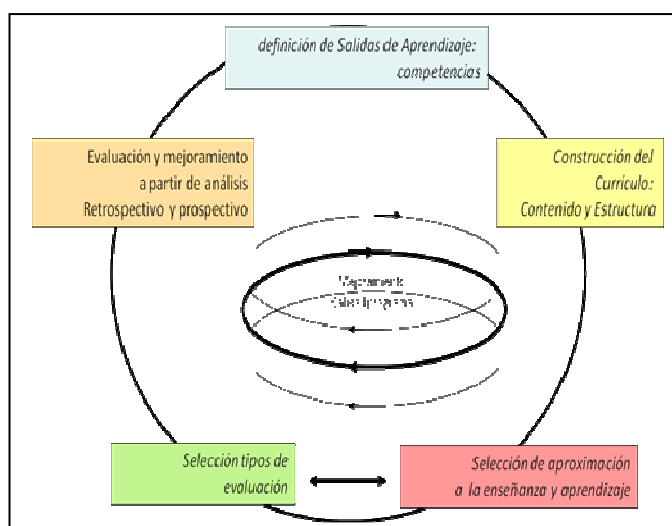 definición de Salidas de Aprendizaje:
competencias
Evaluación y mejoramiento
a partir de análisis
Retrospectivo y prospectivo
Construcción del
Currículo:
Contenido y Estructura
Selección tipos de
evaluación
Selección de aproximación
a la enseñanza y aprendizaje